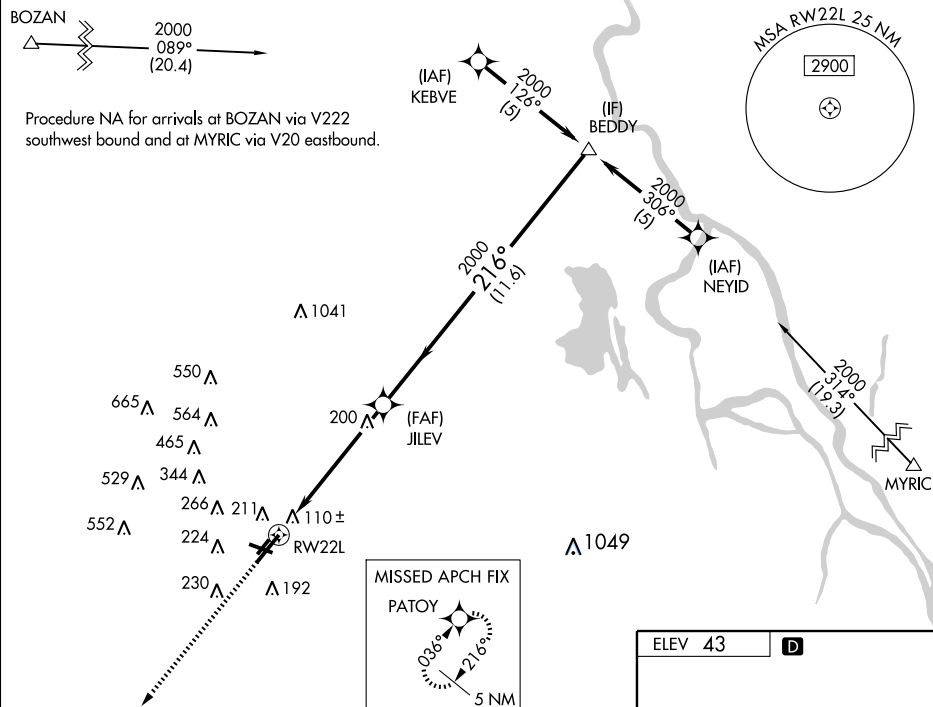 BOZAN
2000
089°
(20.4)
Procedure NA for arrivals at BOZAN via V222
southwest bound and at MYRIC via V20 eastbound.
(IAF)
KEBVE
2000
126°
(5)
(IF)
BEDDY
MSA RW22L 25 NM
2900
2000
306°
(5)
(IAF)
NEYID
2000
216°
(11.6)
1041
550
665
564
465
529
344
552
266
211
110±
224
230
192
200
(FAF)
JILEV
RW22L
2000
314°
(19.3)
MYRIC
1049
MISSED APCH FIX
PATOY
036°
216°
5 NM
ELEV 43
D